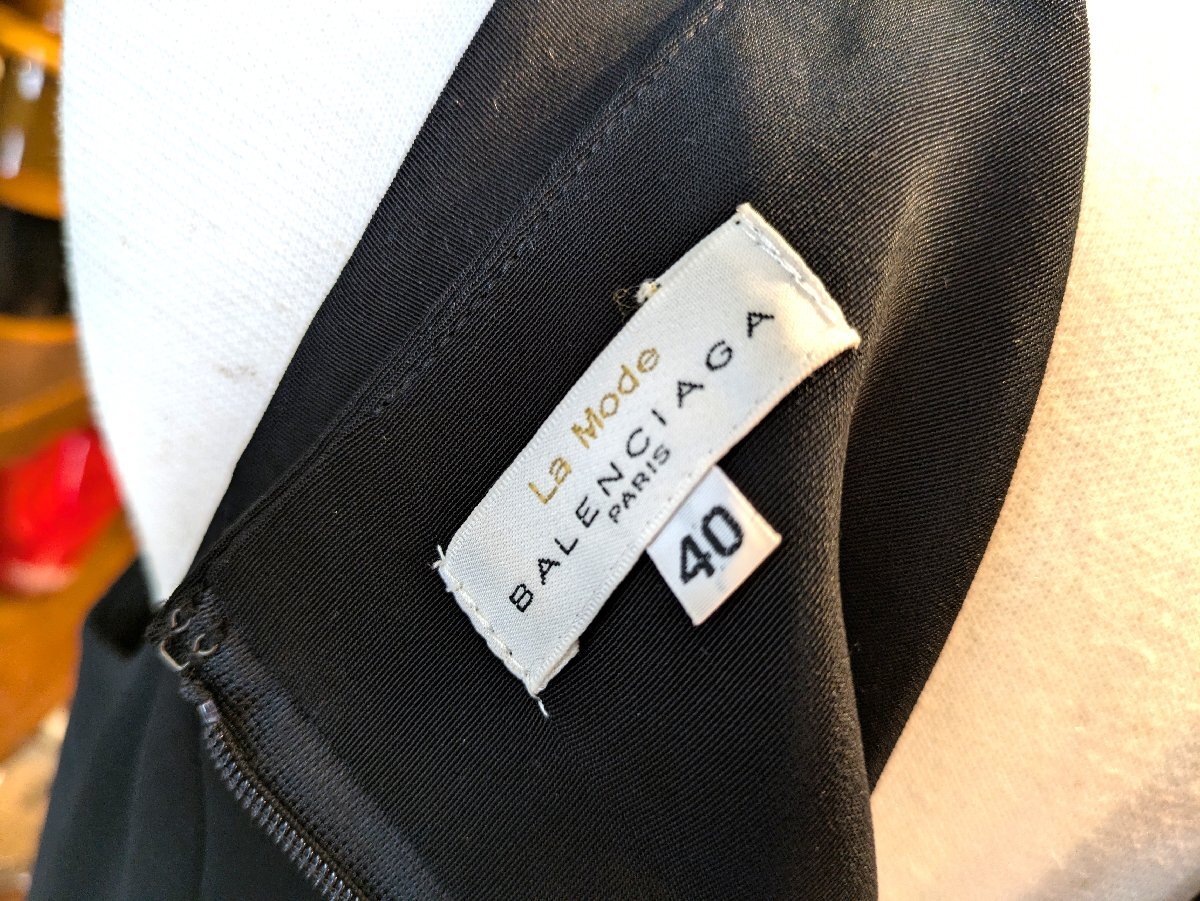 La Mode
BALENCIAGA
PARIS
40